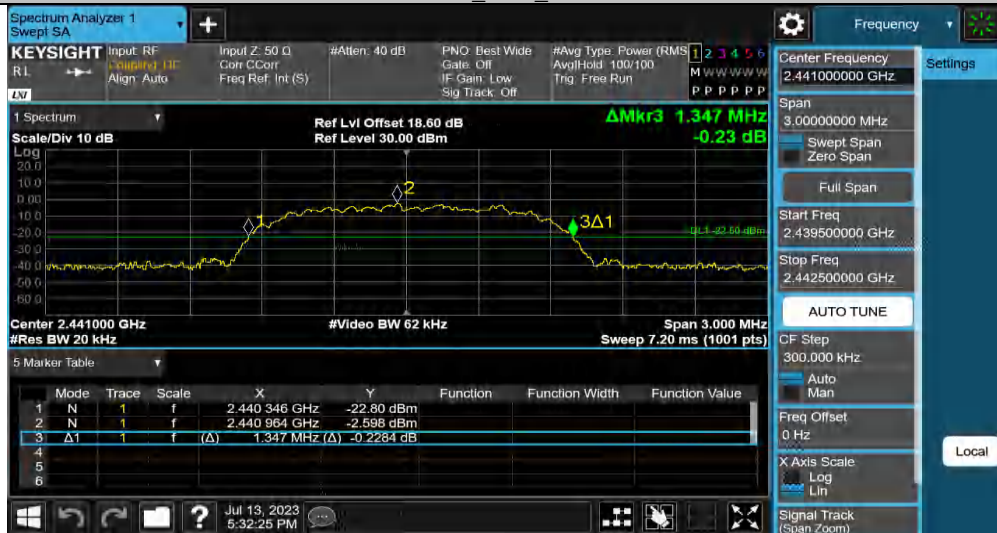 Spectrum Analyzer 1
Swept SA
+
Frequency
KEYSIGHT
RL
LXI
Input: RF
Coupling: DC
Align: Auto
Input Z: 50 Ω
Corr CCorr
Freq Ref: Int (S)
#Atten: 40 dB
PNO: Best Wide
Gate: Off
IF Gain: Low
Sig Track: Off
#Avg Type: Power (RMS
Avg|Hold: 100/100
Trig: Free Run
1 2 3 4 5 6
M W W W W W
P P P P P P
1 Spectrum
Scale/Div 10 dB
Ref Lvl Offset 18.60 dB
Ref Level 30.00 dBm
ΔMkr3 1.347 MHz
-0.23 dB
Log
20.0
10.0
0.00
-10.0
-20.0
-30.0
-40.0
-50.0
-60.0
1
2
3Δ1
DL1 -22.60 dBm
Center 2.441000 GHz
#Res BW 20 kHz
#Video BW 62 kHz
Span 3.000 MHz
Sweep 7.20 ms (1001 pts)
5 Marker Table
Mode Trace Scale X Y Function Function Width Function Value
1 N 1 f 2.440 346 GHz -22.80 dBm
2 N 1 f 2.440 964 GHz -2.598 dBm
3 Δ1 1 f (Δ) 1.347 MHz (Δ) -0.2284 dB
4
5
6
Jul 13, 2023
5:32:25 PM
Center Frequency
2.441000000 GHz
Span
3.00000000 MHz
Swept Span
Zero Span
Full Span
Start Freq
2.439500000 GHz
Stop Freq
2.442500000 GHz
AUTO TUNE
CF Step
300.000 kHz
Auto
Man
Freq Offset
0 Hz
X Axis Scale
Log
Lin
Signal Track
(Span Zoom)
Settings
Local